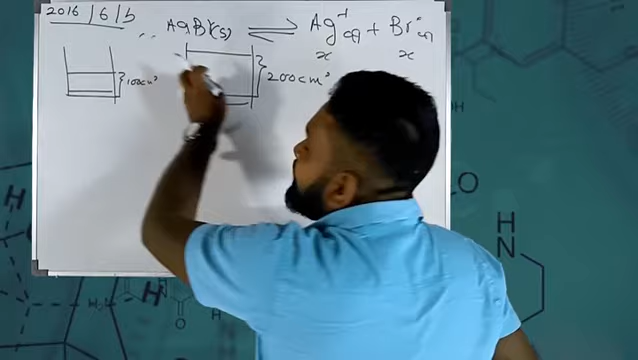 2016 / 6 / b
AgBr(s) ⇌ Ag⁺(aq) + Br⁻(aq)
x x
100cm³ 200cm³
H
O
H
N
H
O
H